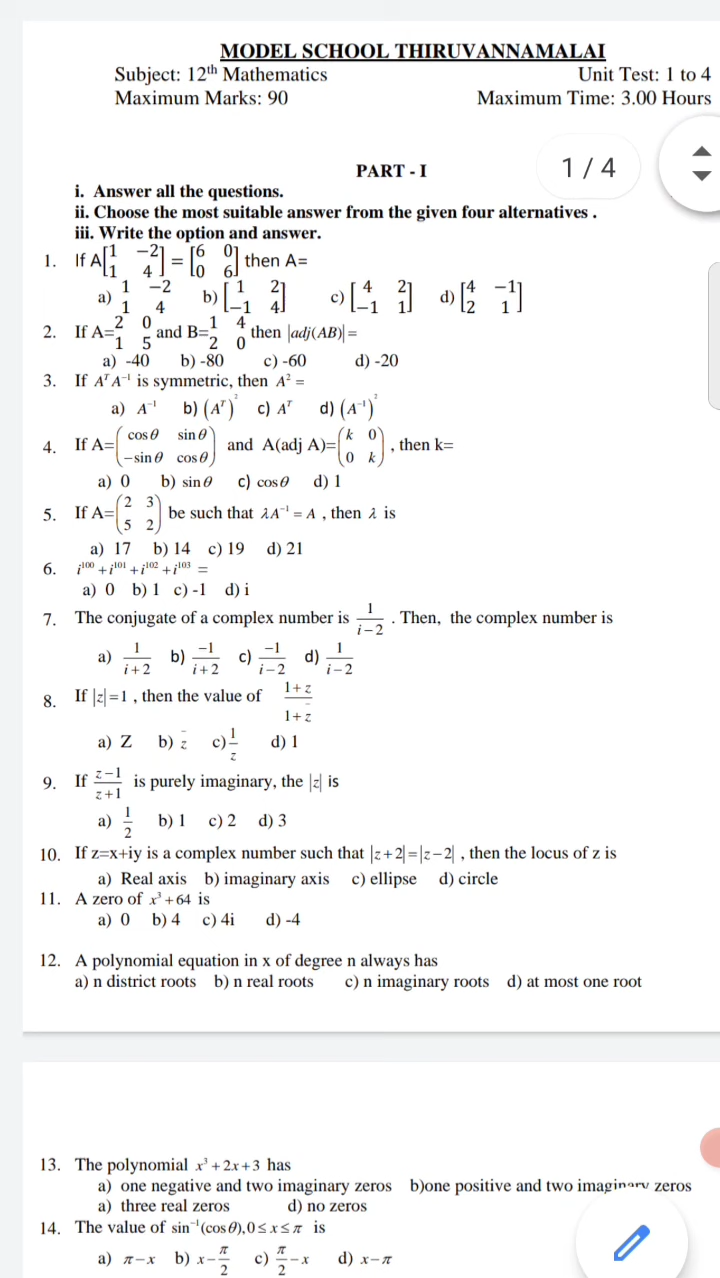 MODEL SCHOOL THIRUVANNAMALAI
Subject: 12th Mathematics Unit Test: 1 to 4
Maximum Marks: 90 Maximum Time: 3.00 Hours
PART - I
1 / 4
i. Answer all the questions.
ii. Choose the most suitable answer from the given four alternatives .
iii. Write the option and answer.
1. If A[1 -2; 1 4] = [6 0; 0 6] then A=
a) 1 -2; 1 4 b) [1 2; -1 4] c) [4 2; -1 1] d) [4 -1; 2 1]
2. If A= 2 0; 1 5 and B= 1 4; 2 0 then |adj(AB)| =
a) -40 b) -80 c) -60 d) -20
3. If AᵀA⁻¹ is symmetric, then A² =
a) A⁻¹ b) (Aᵀ)² c) Aᵀ d) (A⁻¹)²
4. If A=(cosθ sinθ; -sinθ cosθ) and A(adj A)=(k 0; 0 k) , then k=
a) 0 b) sinθ c) cosθ d) 1
5. If A=(2 3; 5 2) be such that λA⁻¹ = A , then λ is
a) 17 b) 14 c) 19 d) 21
6. i¹⁰⁰ + i¹⁰¹ + i¹⁰² + i¹⁰³ =
a) 0 b) 1 c) -1 d) i
7. The conjugate of a complex number is 1/(i-2) . Then, the complex number is
a) 1/(i+2) b) -1/(i+2) c) -1/(i-2) d) 1/(i-2)
8. If |z|=1 , then the value of (1+z)/(1+z̄)
a) Z b) z̄ c) 1/z d) 1
9. If (z-1)/(z+1) is purely imaginary, the |z| is
a) 1/2 b) 1 c) 2 d) 3
10. If z=x+iy is a complex number such that |z+2|=|z-2| , then the locus of z is
a) Real axis b) imaginary axis c) ellipse d) circle
11. A zero of x³+64 is
a) 0 b) 4 c) 4i d) -4
12. A polynomial equation in x of degree n always has
a) n district roots b) n real roots c) n imaginary roots d) at most one root
13. The polynomial x³+2x+3 has
a) one negative and two imaginary zeros b)one positive and two imaginary zeros
a) three real zeros d) no zeros
14. The value of sin⁻¹(cosθ),0≤x≤π is
a) π-x b) x-π/2 c) π/2-x d) x-π